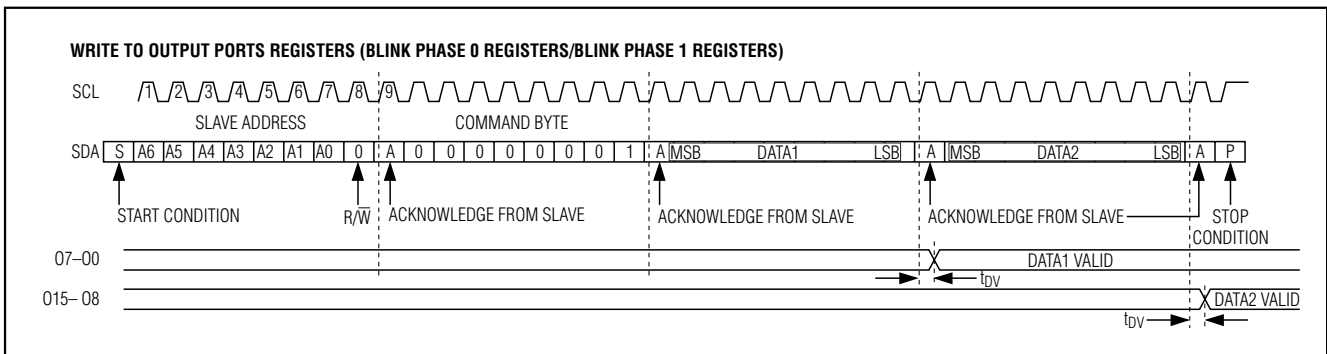 WRITE TO OUTPUT PORTS REGISTERS (BLINK PHASE 0 REGISTERS/BLINK PHASE 1 REGISTERS)
SCL 1 2 3 4 5 6 7 8 9
SLAVE ADDRESS COMMAND BYTE
SDA S A6 A5 A4 A3 A2 A1 A0 0 A 0 0 0 0 0 0 0 1 A MSB DATA1 LSB A MSB DATA2 LSB A P
START CONDITION R/W̅ ACKNOWLEDGE FROM SLAVE ACKNOWLEDGE FROM SLAVE ACKNOWLEDGE FROM SLAVE STOP CONDITION
07–00 DATA1 VALID
tDV
015–08 DATA2 VALID
tDV